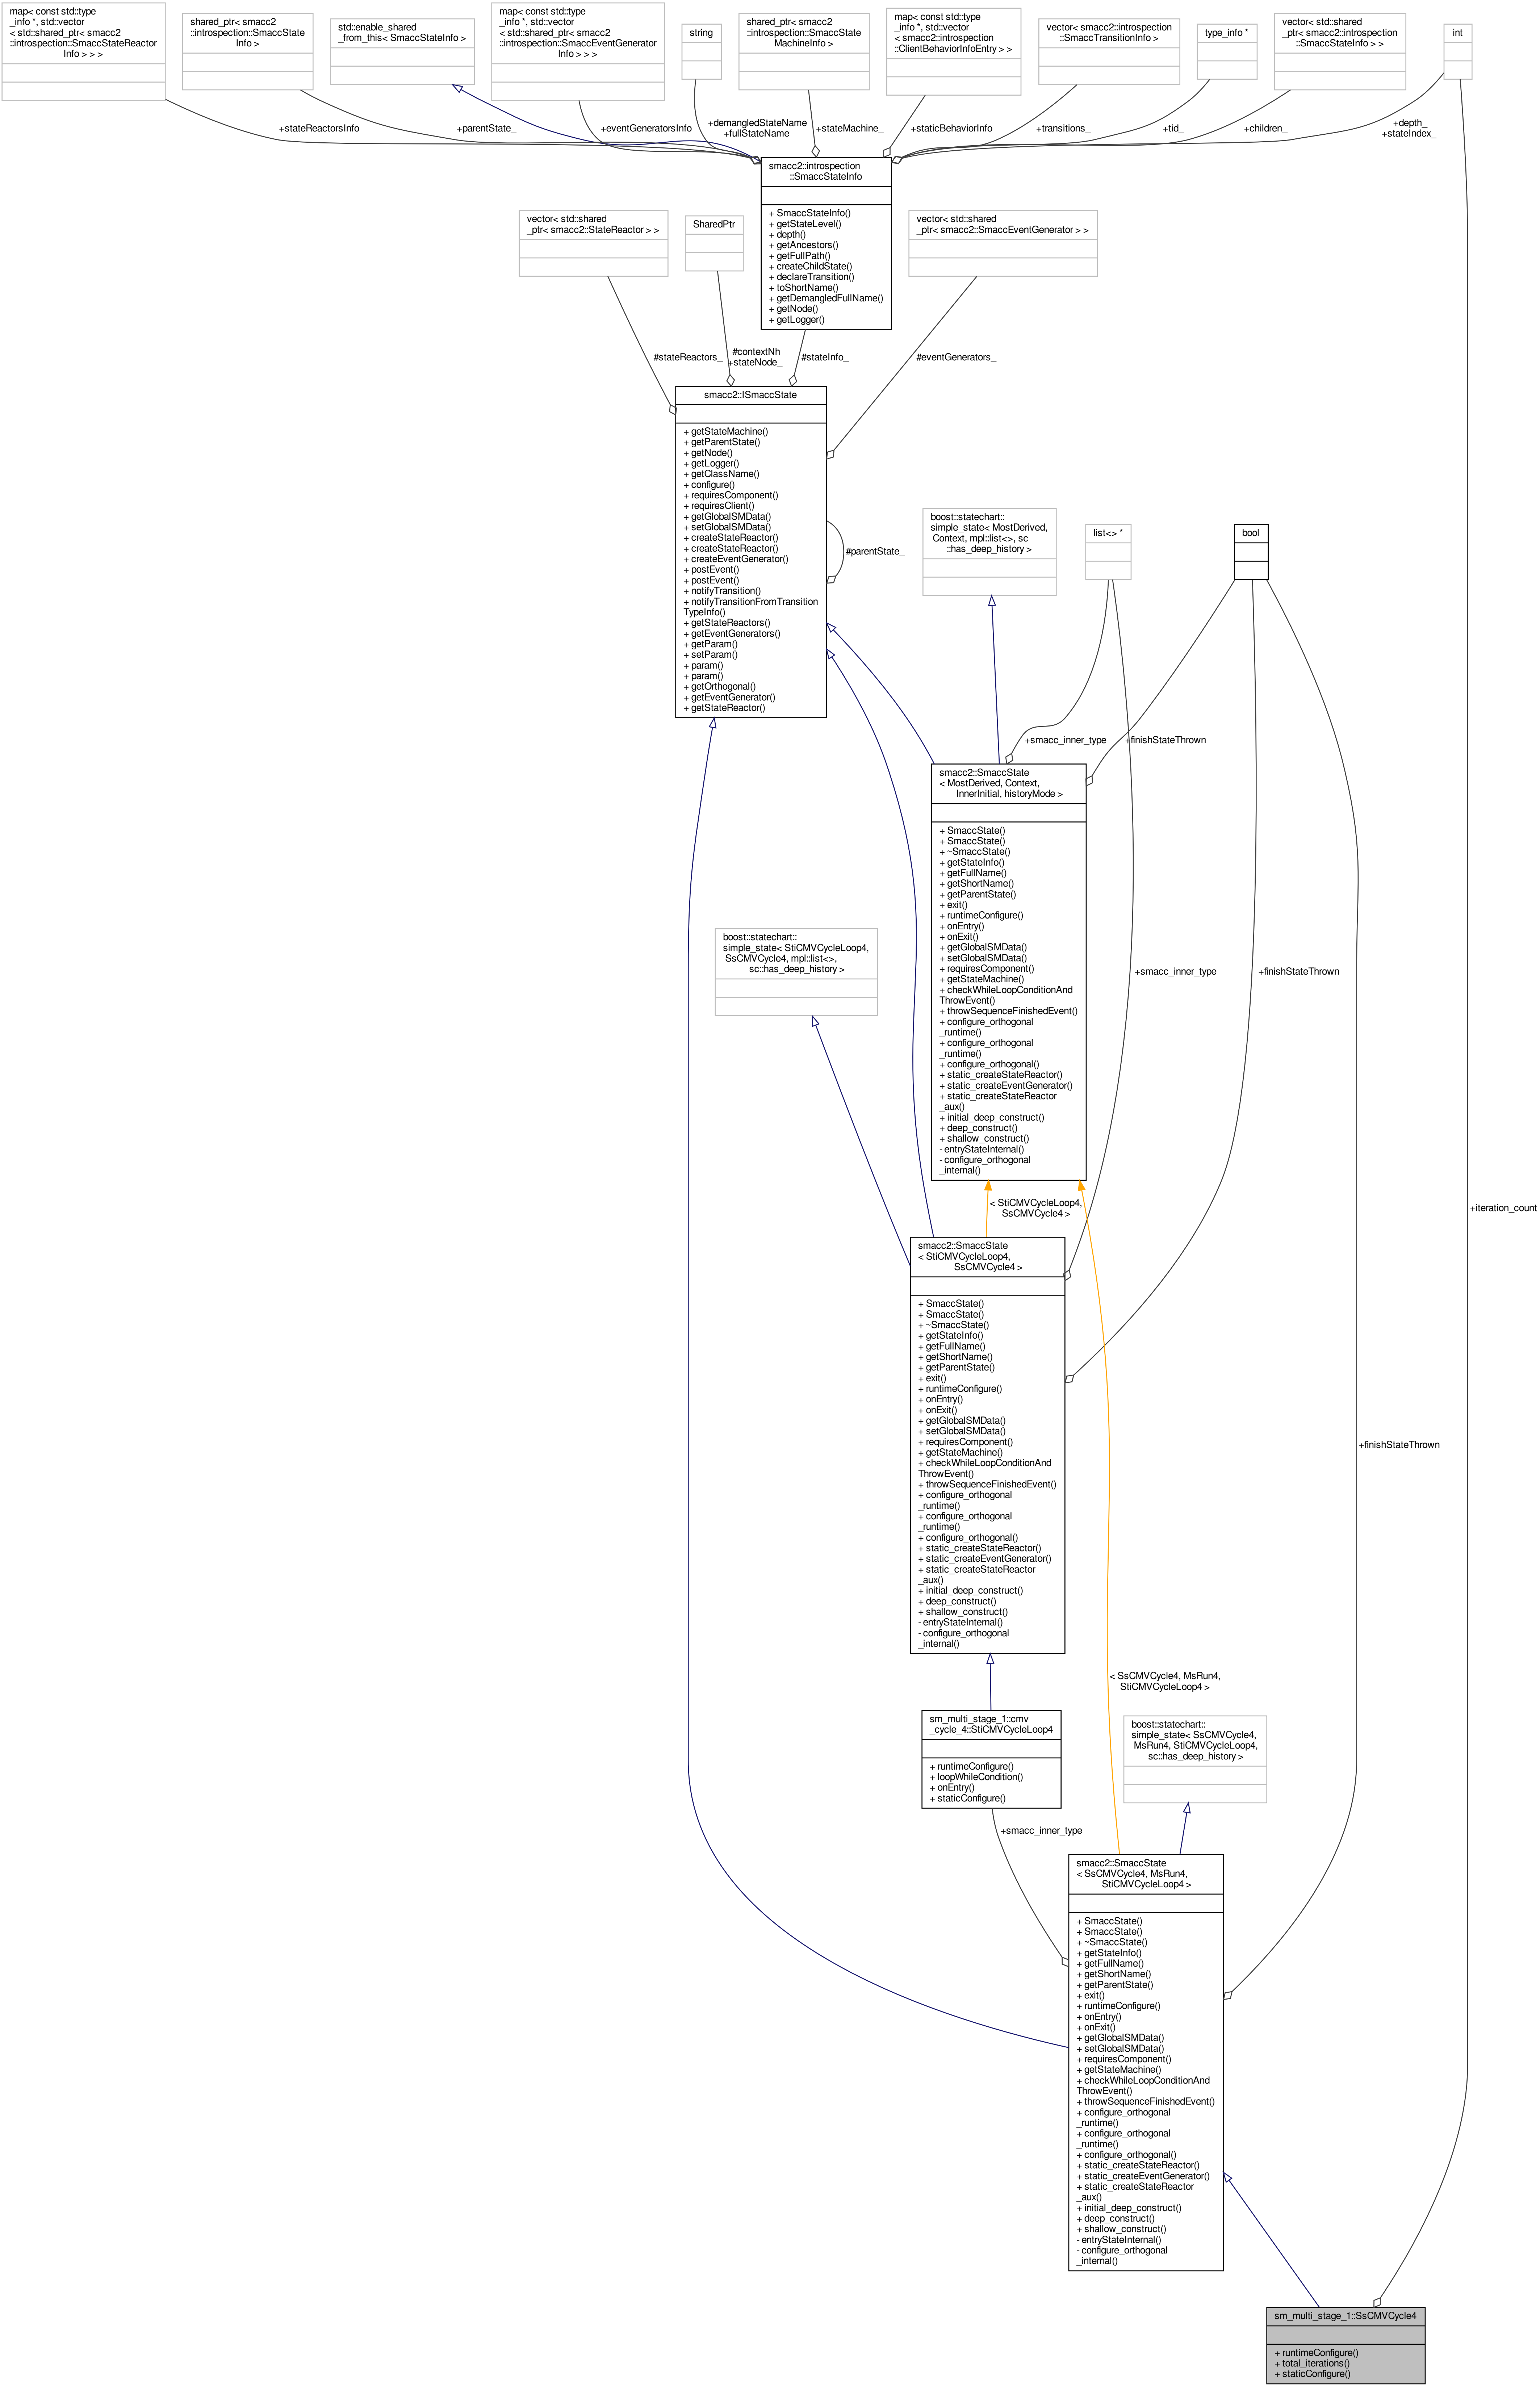 map< const std::type
_info *, std::vector
< std::shared_ptr< smacc2
::introspection::SmaccStateReactor
Info > > >
shared_ptr< smacc2
::introspection::SmaccState
Info >
std::enable_shared
_from_this< SmaccStateInfo >
map< const std::type
_info *, std::vector
< std::shared_ptr< smacc2
::introspection::SmaccEventGenerator
Info > > >
string
shared_ptr< smacc2
::introspection::SmaccState
MachineInfo >
map< const std::type
_info *, std::vector
< smacc2::introspection
::ClientBehaviorInfoEntry > >
vector< smacc2::introspection
::SmaccTransitionInfo >
type_info *
vector< std::shared
_ptr< smacc2::introspection
::SmaccStateInfo > >
int
+stateReactorsInfo
+parentState_
+eventGeneratorsInfo
+demangledStateName
+fullStateName
+stateMachine_
+staticBehaviorInfo
+transitions_
+tid_
+children_
+depth_
+stateIndex_
smacc2::introspection
::SmaccStateInfo
+ SmaccStateInfo()
+ getStateLevel()
+ depth()
+ getAncestors()
+ getFullPath()
+ createChildState()
+ declareTransition()
+ toShortName()
+ getDemangledFullName()
+ getNode()
+ getLogger()
vector< std::shared
_ptr< smacc2::StateReactor > >
SharedPtr
vector< std::shared
_ptr< smacc2::SmaccEventGenerator > >
#stateReactors_
#contextNh
+stateNode_
#stateInfo_
#eventGenerators_
smacc2::ISmaccState
+ getStateMachine()
+ getParentState()
+ getNode()
+ getLogger()
+ getClassName()
+ configure()
+ requiresComponent()
+ requiresClient()
+ getGlobalSMData()
+ setGlobalSMData()
+ createStateReactor()
+ createStateReactor()
+ createEventGenerator()
+ postEvent()
+ postEvent()
+ notifyTransition()
+ notifyTransitionFromTransition
TypeInfo()
+ getStateReactors()
+ getEventGenerators()
+ getParam()
+ setParam()
+ param()
+ param()
+ getOrthogonal()
+ getEventGenerator()
+ getStateReactor()
#parentState_
boost::statechart::
simple_state< MostDerived,
Context, mpl::list<>, sc
::has_deep_history >
list<> *
bool
+smacc_inner_type
+finishStateThrown
smacc2::SmaccState
< MostDerived, Context,
InnerInitial, historyMode >
+ SmaccState()
+ SmaccState()
+ ~SmaccState()
+ getStateInfo()
+ getFullName()
+ getShortName()
+ getParentState()
+ exit()
+ runtimeConfigure()
+ onEntry()
+ onExit()
+ getGlobalSMData()
+ setGlobalSMData()
+ requiresComponent()
+ getStateMachine()
+ checkWhileLoopConditionAnd
ThrowEvent()
+ throwSequenceFinishedEvent()
+ configure_orthogonal
_runtime()
+ configure_orthogonal
_runtime()
+ configure_orthogonal()
+ static_createStateReactor()
+ static_createEventGenerator()
+ static_createStateReactor
_aux()
+ initial_deep_construct()
+ deep_construct()
+ shallow_construct()
- entryStateInternal()
- configure_orthogonal
_internal()
boost::statechart::
simple_state< StiCMVCycleLoop4,
SsCMVCycle4, mpl::list<>,
sc::has_deep_history >
+smacc_inner_type
+finishStateThrown
+iteration_count
< StiCMVCycleLoop4,
SsCMVCycle4 >
smacc2::SmaccState
< StiCMVCycleLoop4,
SsCMVCycle4 >
+ SmaccState()
+ SmaccState()
+ ~SmaccState()
+ getStateInfo()
+ getFullName()
+ getShortName()
+ getParentState()
+ exit()
+ runtimeConfigure()
+ onEntry()
+ onExit()
+ getGlobalSMData()
+ setGlobalSMData()
+ requiresComponent()
+ getStateMachine()
+ checkWhileLoopConditionAnd
ThrowEvent()
+ throwSequenceFinishedEvent()
+ configure_orthogonal
_runtime()
+ configure_orthogonal
_runtime()
+ configure_orthogonal()
+ static_createStateReactor()
+ static_createEventGenerator()
+ static_createStateReactor
_aux()
+ initial_deep_construct()
+ deep_construct()
+ shallow_construct()
- entryStateInternal()
- configure_orthogonal
_internal()
+finishStateThrown
< SsCMVCycle4, MsRun4,
StiCMVCycleLoop4 >
sm_multi_stage_1::cmv
_cycle_4::StiCMVCycleLoop4
+ runtimeConfigure()
+ loopWhileCondition()
+ onEntry()
+ staticConfigure()
boost::statechart::
simple_state< SsCMVCycle4,
MsRun4, StiCMVCycleLoop4,
sc::has_deep_history >
+smacc_inner_type
smacc2::SmaccState
< SsCMVCycle4, MsRun4,
StiCMVCycleLoop4 >
+ SmaccState()
+ SmaccState()
+ ~SmaccState()
+ getStateInfo()
+ getFullName()
+ getShortName()
+ getParentState()
+ exit()
+ runtimeConfigure()
+ onEntry()
+ onExit()
+ getGlobalSMData()
+ setGlobalSMData()
+ requiresComponent()
+ getStateMachine()
+ checkWhileLoopConditionAnd
ThrowEvent()
+ throwSequenceFinishedEvent()
+ configure_orthogonal
_runtime()
+ configure_orthogonal
_runtime()
+ configure_orthogonal()
+ static_createStateReactor()
+ static_createEventGenerator()
+ static_createStateReactor
_aux()
+ initial_deep_construct()
+ deep_construct()
+ shallow_construct()
- entryStateInternal()
- configure_orthogonal
_internal()
sm_multi_stage_1::SsCMVCycle4
+ runtimeConfigure()
+ total_iterations()
+ staticConfigure()